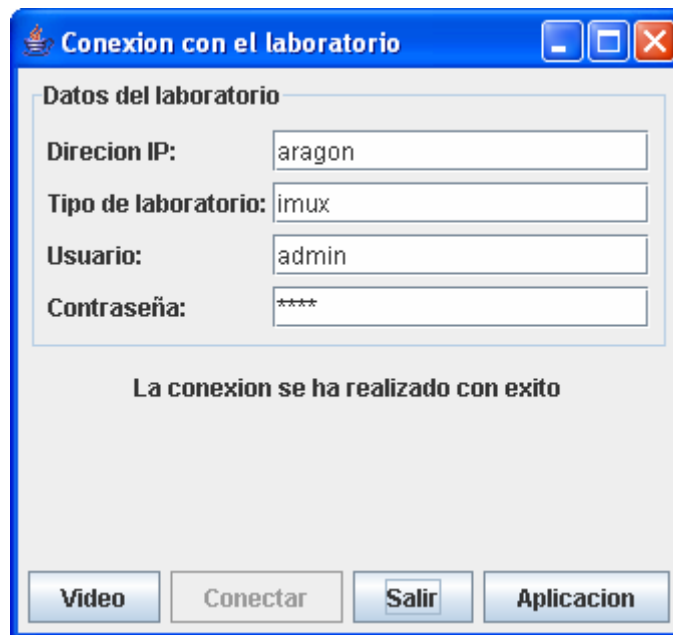 Conexion con el laboratorio
Datos del laboratorio
Direcion IP: aragon
Tipo de laboratorio: imux
Usuario: admin
Contraseña: ****
La conexion se ha realizado con exito
Video Conectar Salir Aplicacion